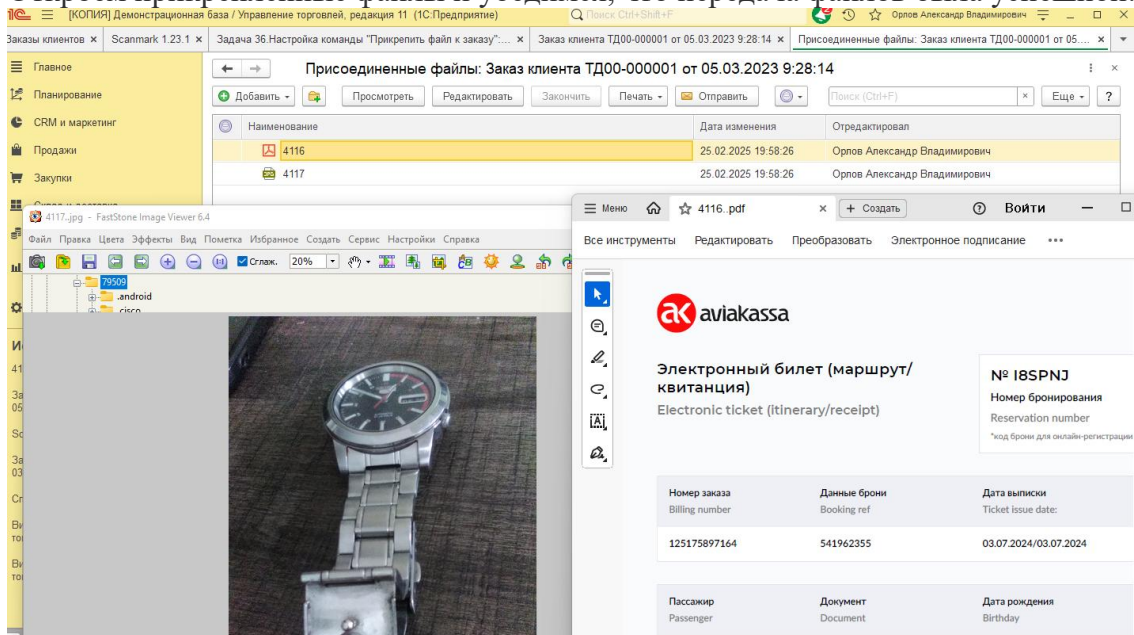 прикрепленные файлы и убедимся, что передача файлов была успешной.
[КОПИЯ] Демонстрационная база / Управление торговлей, редакция 11 (1С:Предприятие)
Поиск Ctrl+Shift+F
Орлов Александр Владимирович
Заказы клиентов ×
Scanmark 1.23.1 ×
Задача 36.Настройка команды "Прикрепить файл к заказу":... ×
Заказ клиента ТД00-000001 от 05.03.2023 9:28:14 ×
Присоединенные файлы: Заказ клиента ТД00-000001 от 05.... ×
Главное
Планирование
CRM и маркетинг
Продажи
Закупки
Присоединенные файлы: Заказ клиента ТД00-000001 от 05.03.2023 9:28:14
Добавить
Просмотреть
Редактировать
Закончить
Печать
Отправить
Поиск (Ctrl+F)
×
Еще
?
Наименование
Дата изменения
Отредактировал
4116
25.02.2025 19:58:26
Орлов Александр Владимирович
4117
25.02.2025 19:58:26
Орлов Александр Владимирович
4117..jpg - FastStone Image Viewer 6.4
Файл Правка Цвета Эффекты Вид Пометка Избранное Создать Сервис Настройки Справка
Сглаж.
20%
79509
.android
cisco
Меню
4116..pdf
×
+ Создать
Войти
Все инструменты
Редактировать
Преобразовать
Электронное подписание
aviakassa
Электронный билет (маршрут/
квитанция)
Electronic ticket (itinerary/receipt)
№ I8SPNJ
Номер бронирования
Reservation number
*код брони для онлайн-регистрации
Номер заказа
Данные брони
Дата выписки
Billing number
Booking ref
Ticket issue date:
125175897164
541962355
03.07.2024/03.07.2024
Пассажир
Документ
Дата рождения
Passenger
Document
Birthday